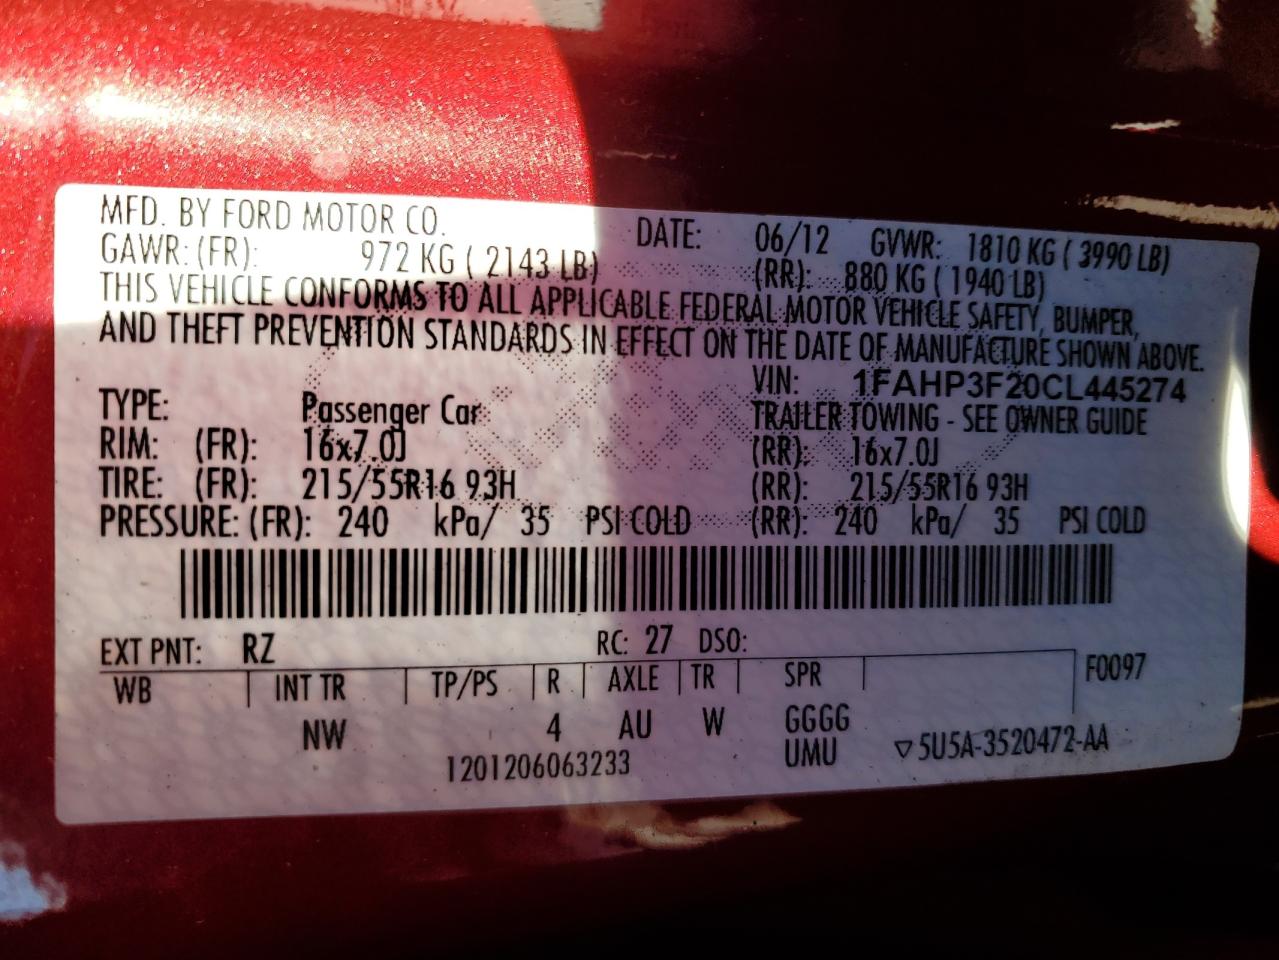 MFD. BY FORD MOTOR CO. DATE: 06/12 GVWR: 1810 KG ( 3990 LB)
GAWR: (FR): 972 KG ( 2143 LB) (RR): 880 KG ( 1940 LB)
THIS VEHICLE CONFORMS TO ALL APPLICABLE FEDERAL MOTOR VEHICLE SAFETY, BUMPER,
AND THEFT PREVENTION STANDARDS IN EFFECT ON THE DATE OF MANUFACTURE SHOWN ABOVE.
VIN: 1FAHP3F20CL445274
TYPE: Passenger Car TRAILER TOWING - SEE OWNER GUIDE
RIM: (FR): 16x7.0J (RR): 16x7.0J
TIRE: (FR): 215/55R16 93H (RR): 215/55R16 93H
PRESSURE: (FR): 240 kPa/ 35 PSI COLD (RR): 240 kPa/ 35 PSI COLD
EXT PNT: RZ RC: 27 DSO:
WB INT TR TP/PS R AXLE TR SPR F0097
NW 4 AU W GGGG
1201206063233 UMU ▽5U5A-3520472-AA